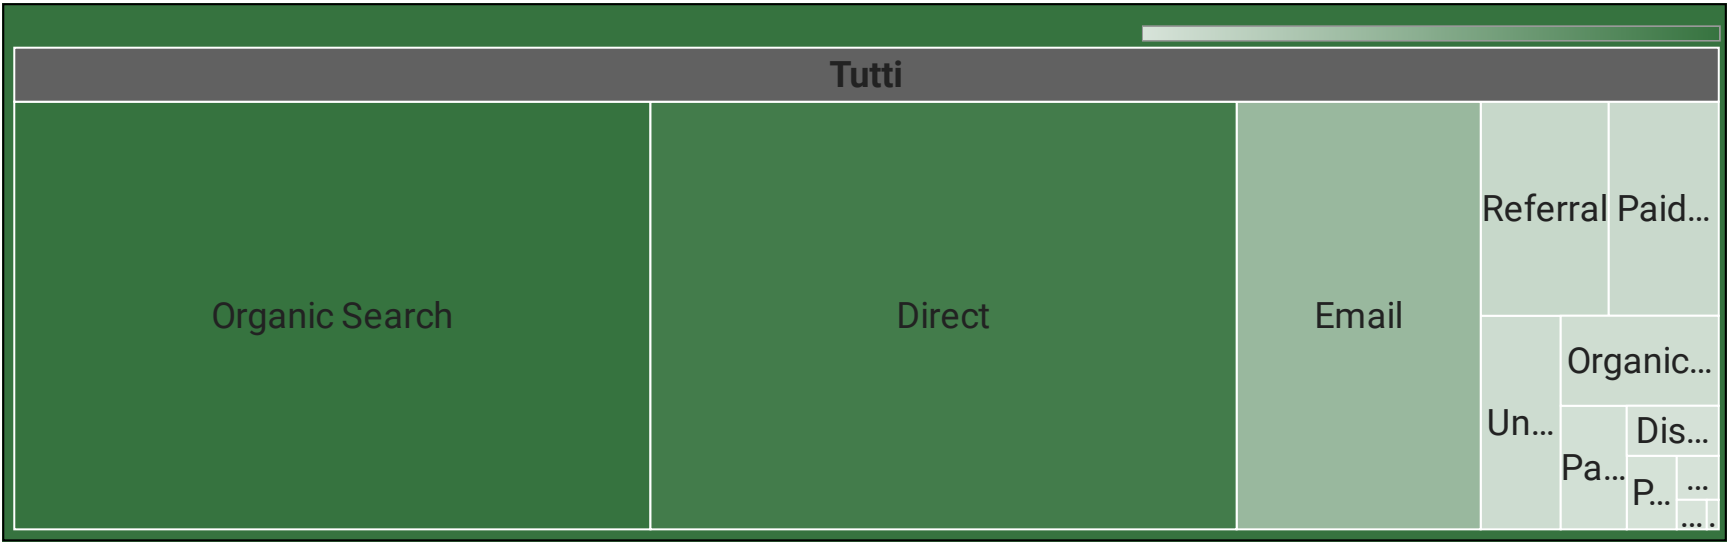 Tutti
Organic Search
Direct
Email
Referral
Paid...
Un...
Organic...
Pa...
Dis...
P...
...
...
.